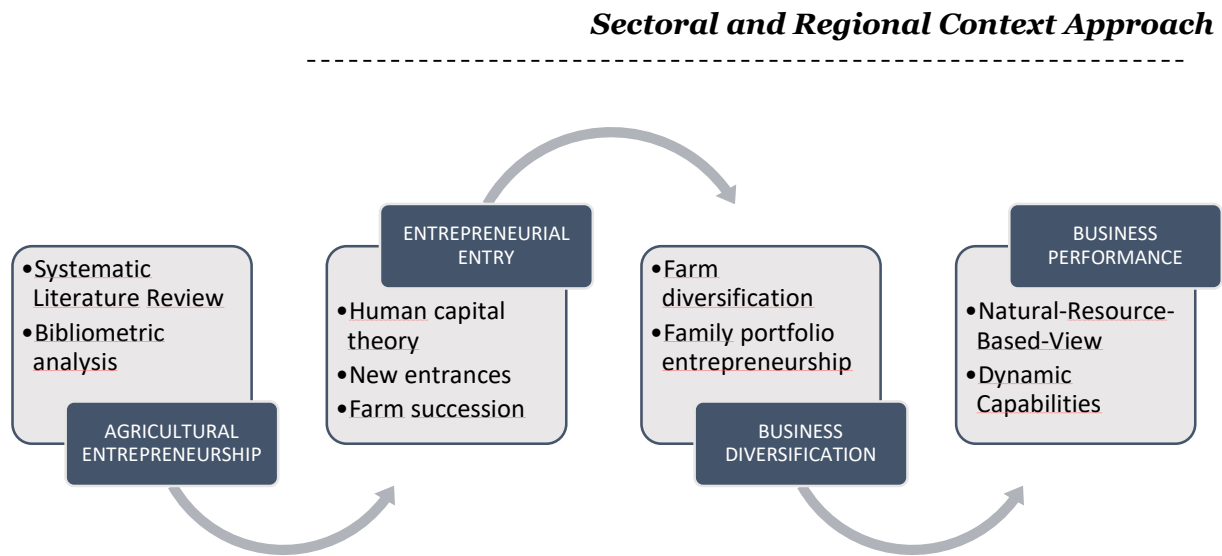 Sectoral and Regional Context Approach
•Systematic
Literature Review
•Bibliometric
analysis
AGRICULTURAL
ENTREPRENEURSHIP
ENTREPRENEURIAL
ENTRY
•Human capital
theory
•New entrances
•Farm succession
•Farm
diversification
•Family portfolio
entrepreneurship
BUSINESS
DIVERSIFICATION
BUSINESS
PERFORMANCE
•Natural-Resource-
Based-View
•Dynamic
Capabilities